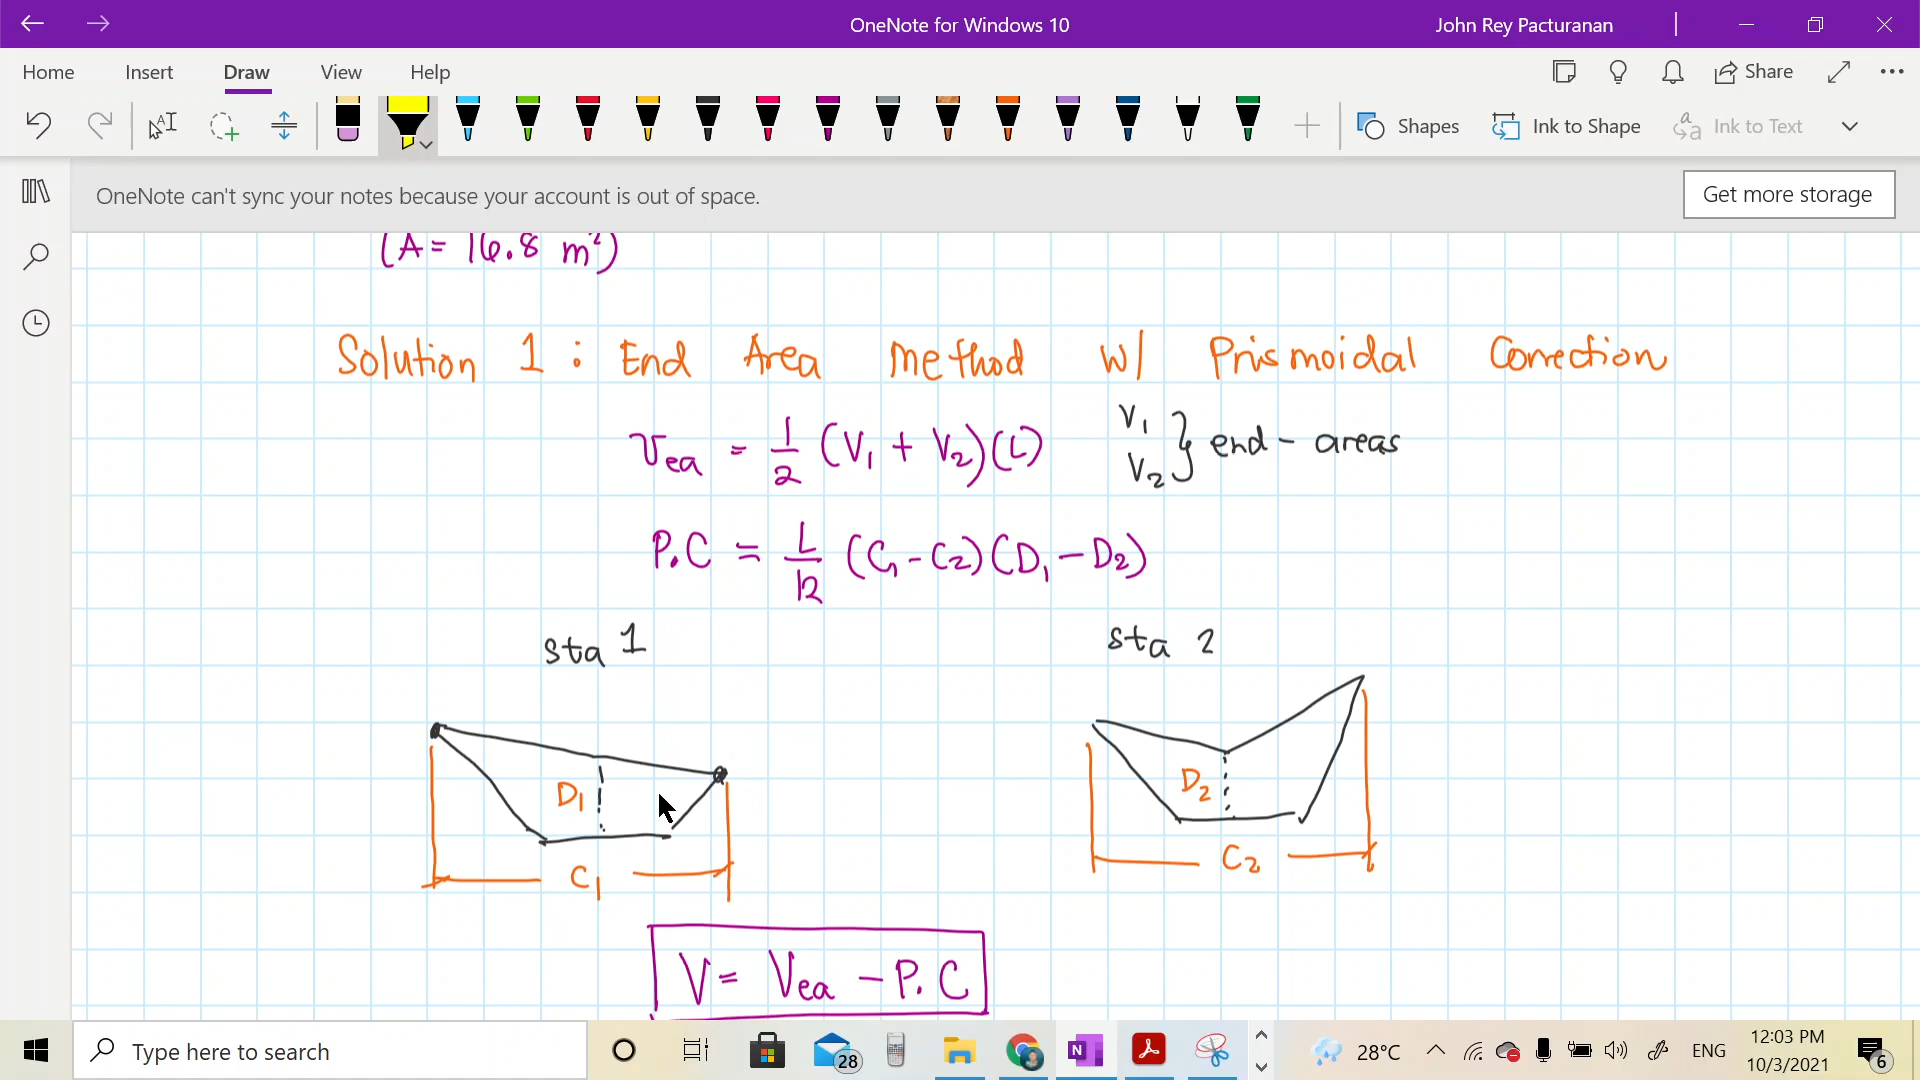 OneNote for Windows 10
John Rey Pacturanan
Home Insert Draw View Help
Share
Shapes Ink to Shape Ink to Text
OneNote can't sync your notes because your account is out of space.
Get more storage
(A = 16.8 m²)
Solution 1 : End Area Method w/ Prismoidal Correction
Vea = 1/2 (V₁ + V₂)(L)
V₁
V₂ } end - areas
P.C = L/12 (C₁ - C₂)(D₁ - D₂)
sta 1
sta 2
D₁
D₂
C₁
C₂
V = Vea - P.C
Type here to search
28
28°C
ENG
12:03 PM
10/3/2021
6